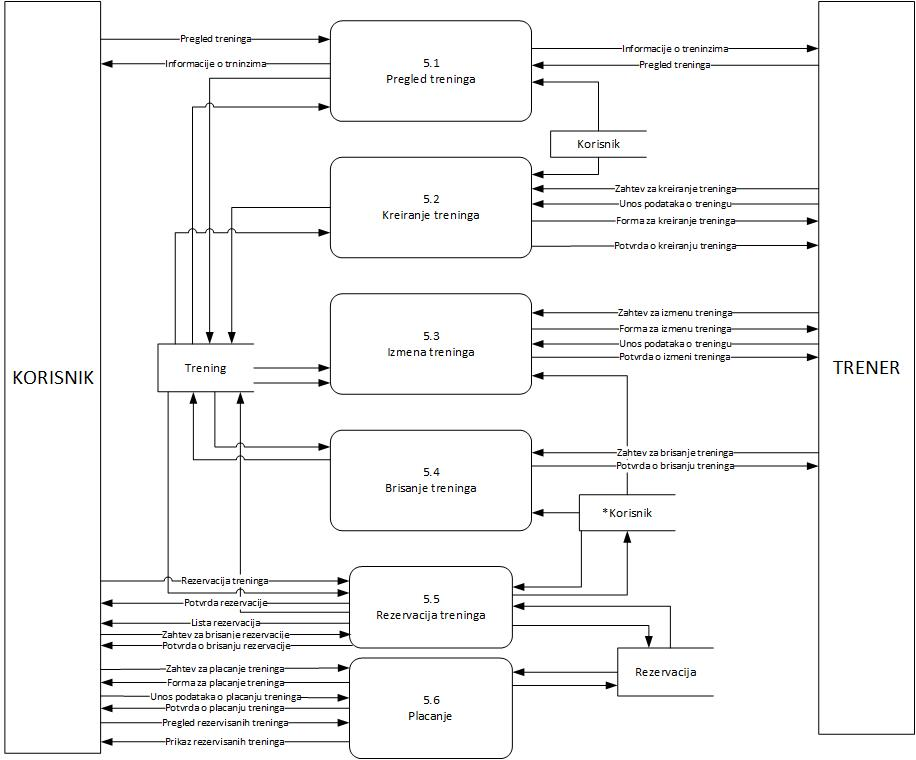 KORISNIK
TRENER
Pregled treninga
Informacije o trninzima
5.1
Pregled treninga
Informacije o treninzima
Pregled treninga
Korisnik
5.2
Kreiranje treninga
Zahtev za kreiranje treninga
Unos podataka o treningu
Forma za kreiranje treninga
Potvrda o kreiranju treninga
5.3
Izmena treninga
Zahtev za izmenu treninga
Forma za izmenu treninga
Unos podataka o treningu
Potvrda o izmeni treninga
Trening
5.4
Brisanje treninga
Zahtev za brisanje treninga
Potvrda o brisanju treninga
*Korisnik
Rezervacija treninga
Potvrda rezervacije
Lista rezervacija
Zahtev za brisanje rezervacije
Potvrda o brisanju rezervacije
5.5
Rezervacija treninga
Rezervacija
Zahtev za placanje treninga
Forma za placanje treninga
Unos podataka o placanju treninga
Potvrda o placanju treninga
Pregled rezervisanih treninga
Prikaz rezervisanih treninga
5.6
Placanje